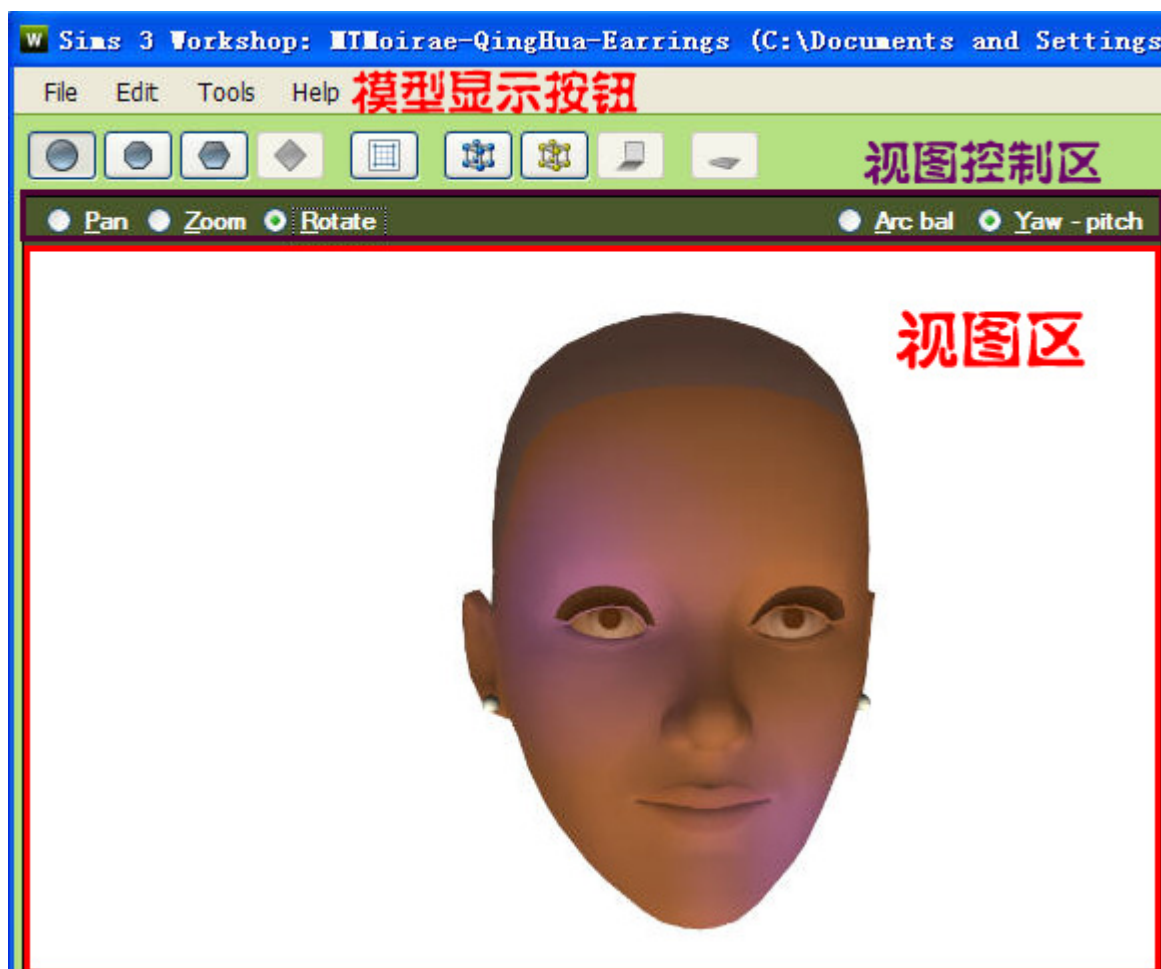 W Sims 3 Workshop: MTMoirae-QingHua-Earrings (C:\Documents and Settings
File Edit Tools Help 模型显示按钮
视图控制区
Pan Zoom Rotate Arc bal Yaw - pitch
视图区